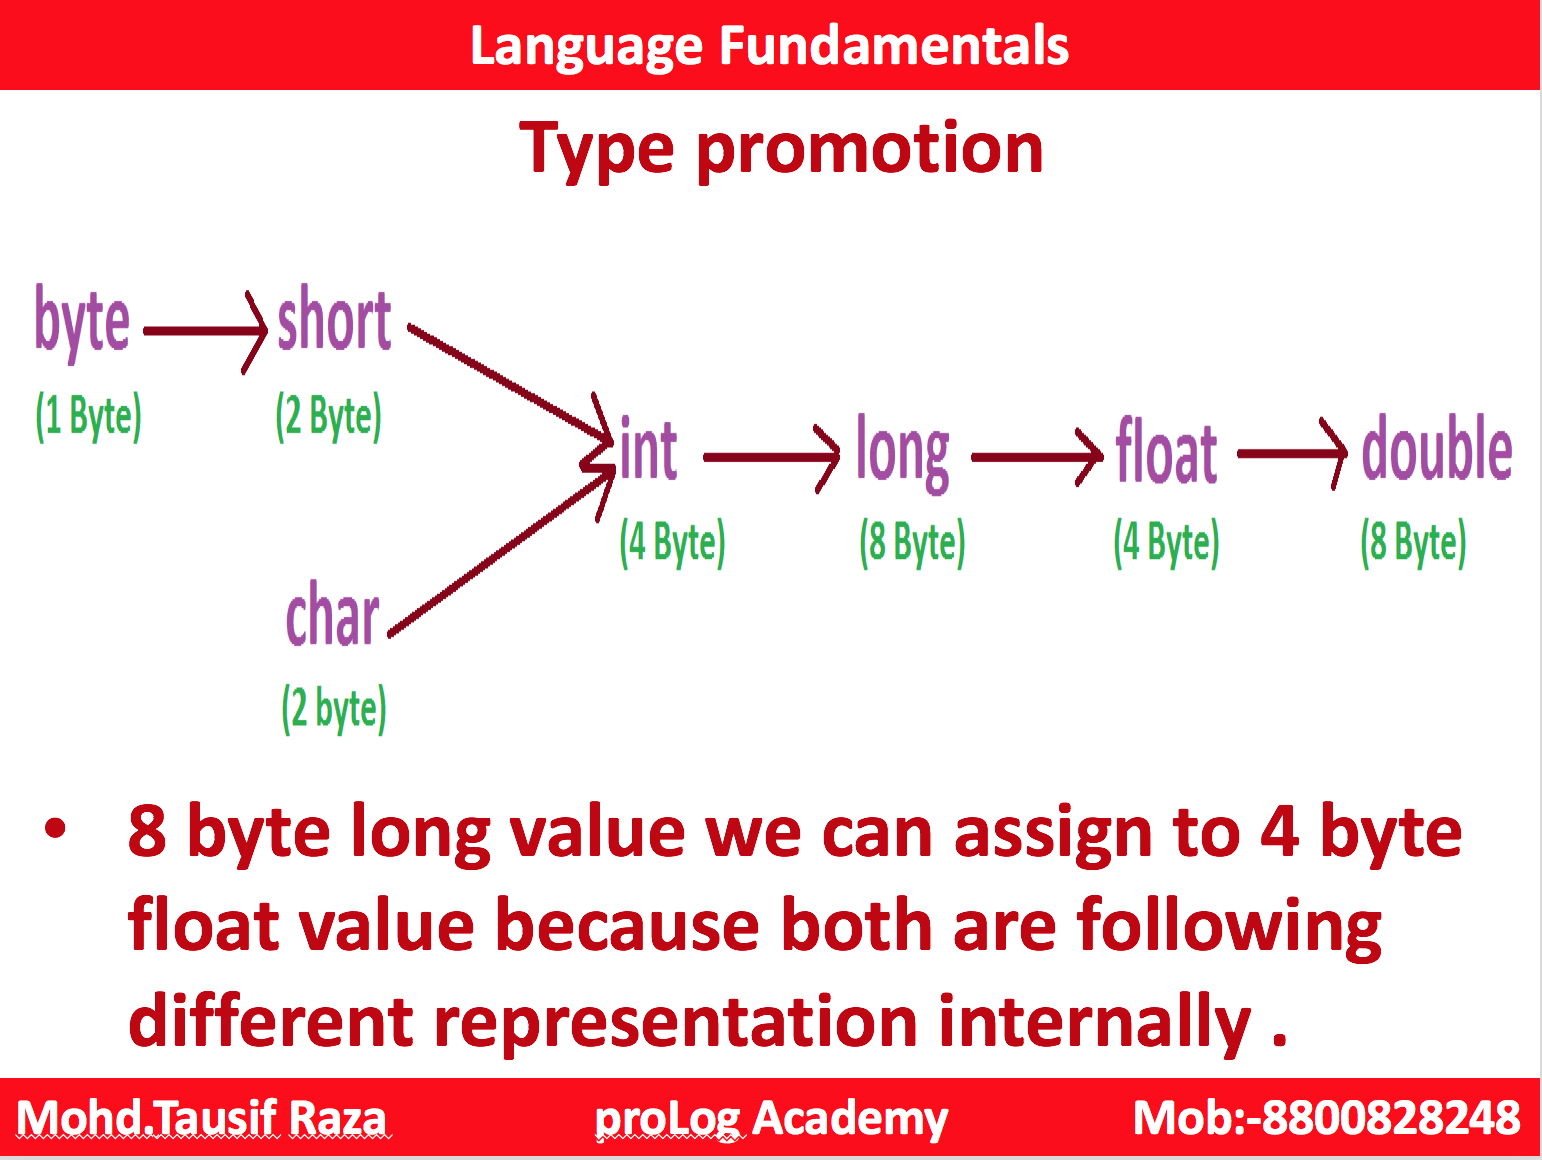 Language Fundamentals
Type promotion
byte short
(1 Byte) (2 Byte)
int long float double
(4 Byte) (8 Byte) (4 Byte) (8 Byte)
char
(2 byte)
• 8 byte long value we can assign to 4 byte
float value because both are following
different representation internally .
Mohd.Tausif Raza proLog Academy Mob:-8800828248